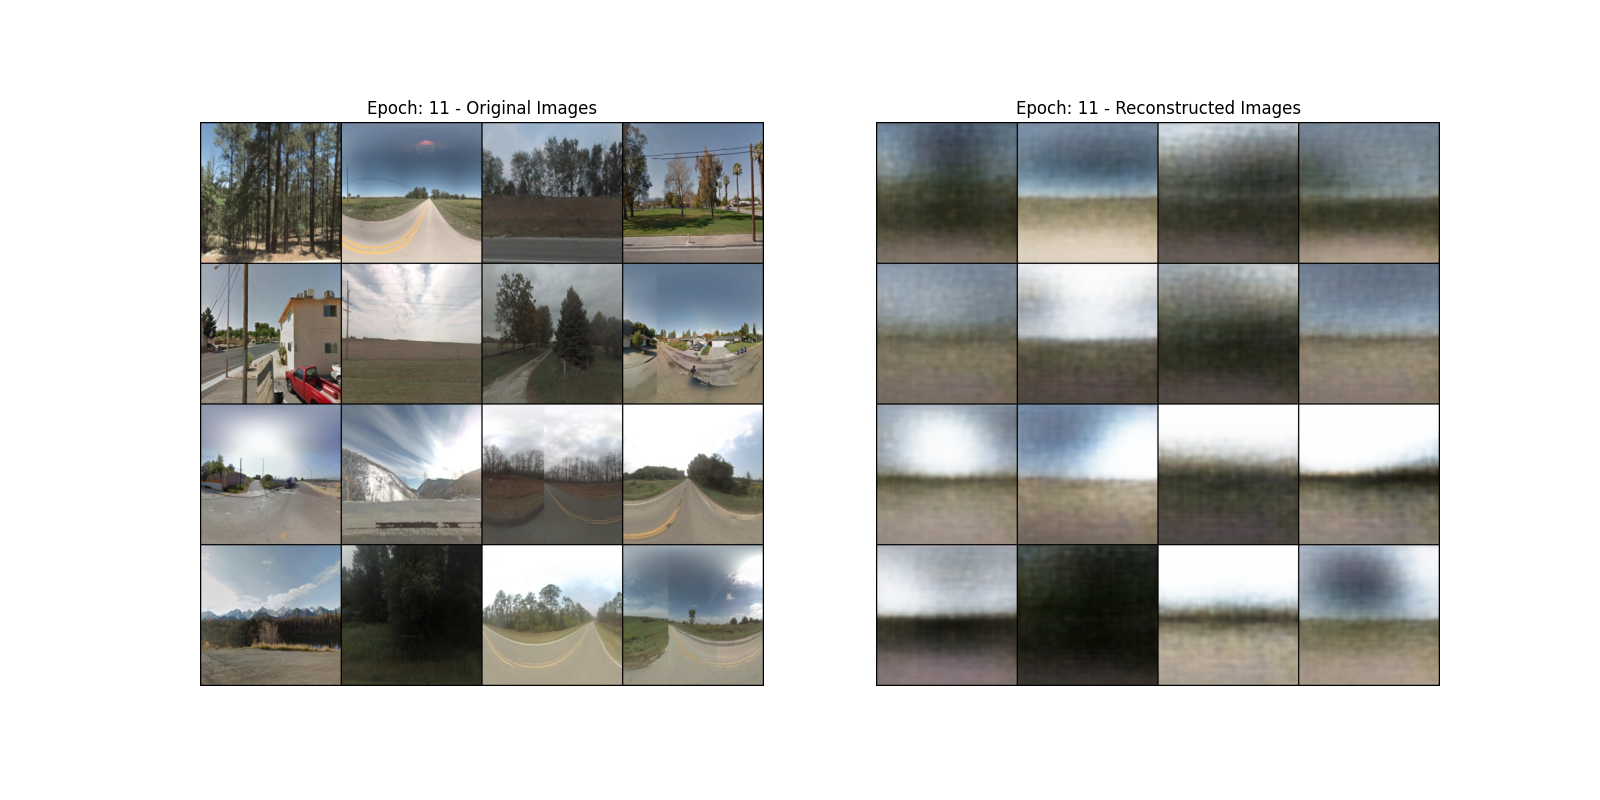 Epoch: 11 - Original Images
Epoch: 11 - Reconstructed Images